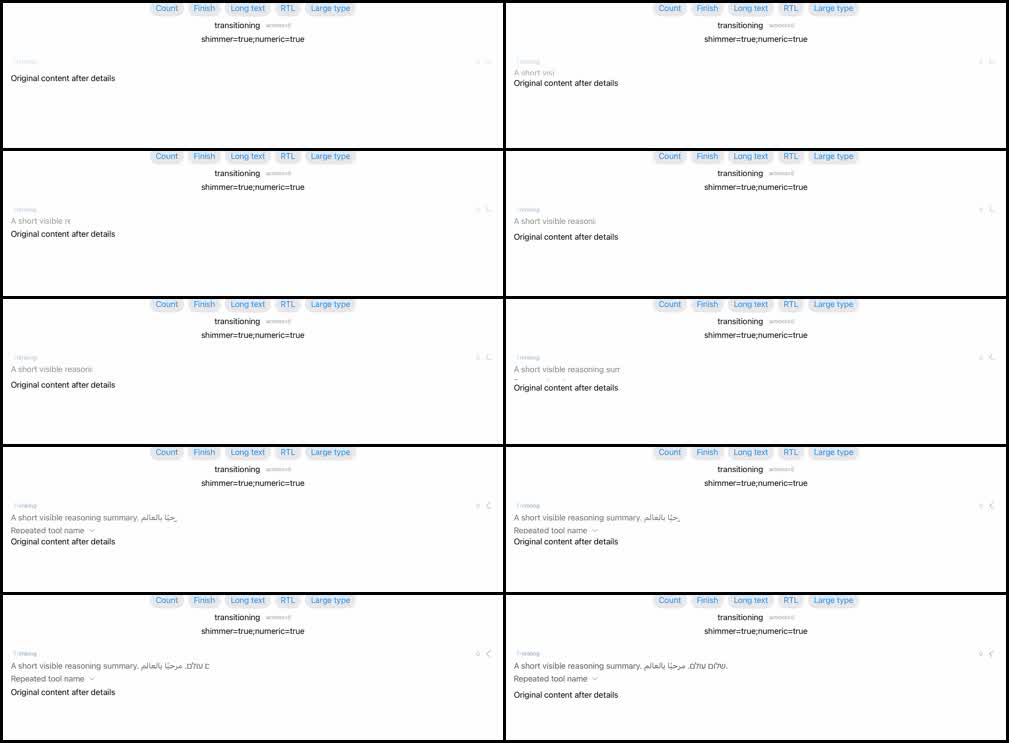 Count Finish Long text RTL Large type
transitioning
shimmer=true;numeric=true
Original content after details
Count Finish Long text RTL Large type
transitioning
shimmer=true;numeric=true
A short visi
Original content after details
Count Finish Long text RTL Large type
transitioning
shimmer=true;numeric=true
A short visible re
Original content after details
Count Finish Long text RTL Large type
transitioning
shimmer=true;numeric=true
A short visible reasoni
Original content after details
Count Finish Long text RTL Large type
transitioning
shimmer=true;numeric=true
A short visible reasoni
Original content after details
Count Finish Long text RTL Large type
transitioning
shimmer=true;numeric=true
A short visible reasoning sum
Original content after details
Count Finish Long text RTL Large type
transitioning
shimmer=true;numeric=true
A short visible reasoning summary. رحبًا بالعالم
Repeated tool name
Original content after details
Count Finish Long text RTL Large type
transitioning
shimmer=true;numeric=true
A short visible reasoning summary. رحبًا بالعالم
Repeated tool name
Original content after details
Count Finish Long text RTL Large type
transitioning
shimmer=true;numeric=true
A short visible reasoning summary. مرحبًا بالعالم .ם עולם
Repeated tool name
Original content after details
Count Finish Long text RTL Large type
transitioning
shimmer=true;numeric=true
A short visible reasoning summary. مرحبًا بالعالم .שלום עולם.
Repeated tool name
Original content after details